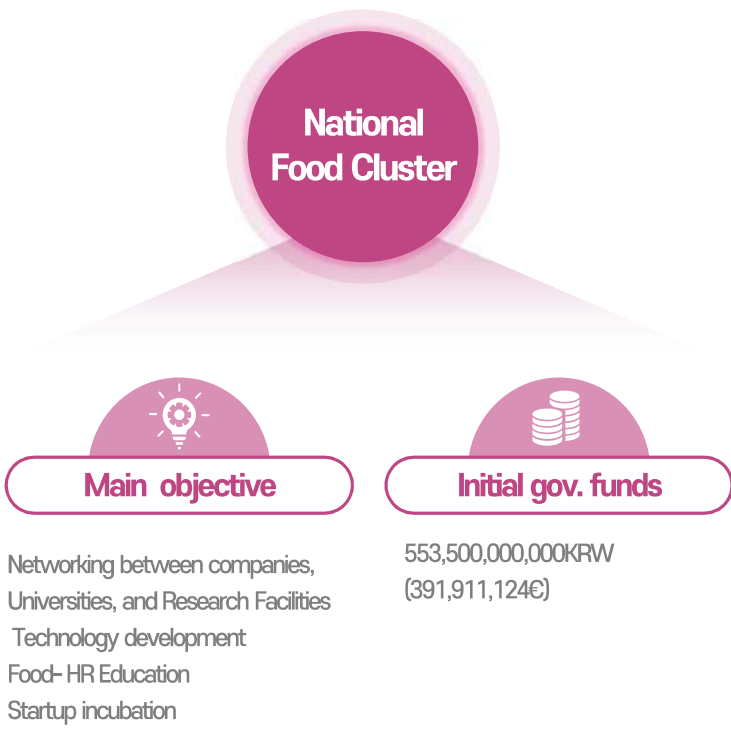 National
Food Cluster
Main objective
Networking between companies,
Universities, and Research Facilities
Technology development
Food- HR Education
Startup incubation
Initial gov. funds
553,500,000,000KRW
(391,911,124€)